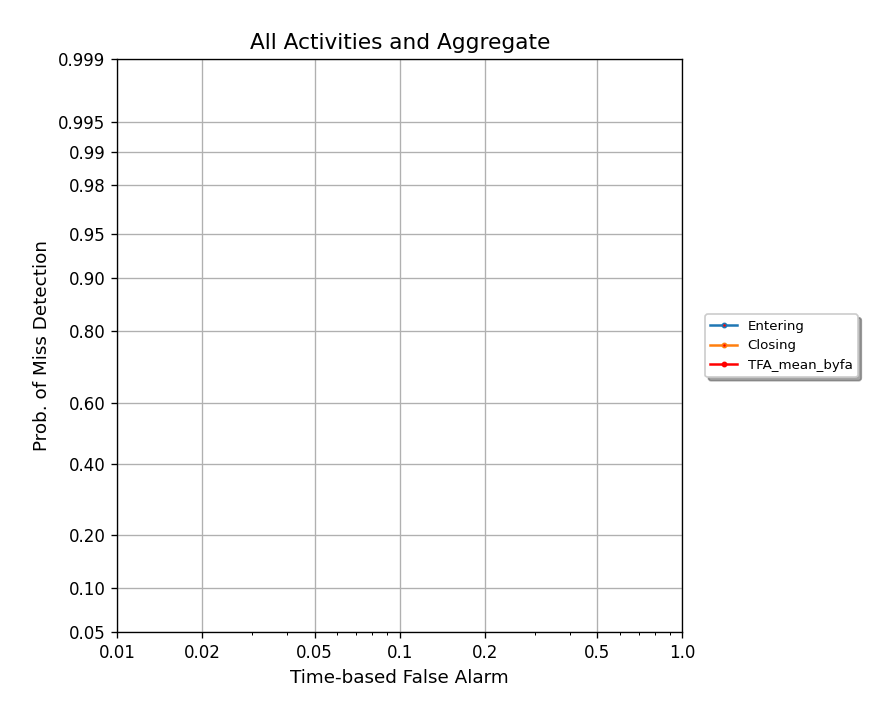 All Activities and Aggregate
0.999
0.995
0.99
0.98
0.95
0.90
0.80
0.60
0.40
0.20
0.10
0.05
Prob. of Miss Detection
0.01 0.02 0.05 0.1 0.2 0.5 1.0
Time-based False Alarm
Entering
Closing
TFA_mean_byfa